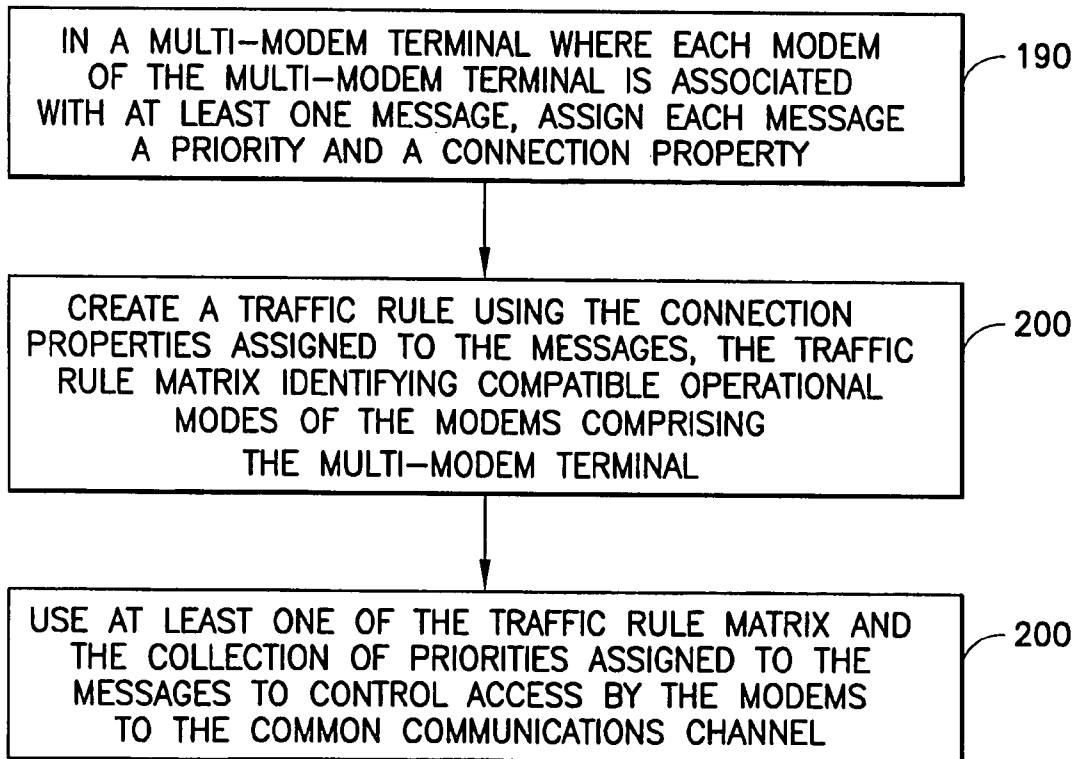 IN A MULTI-MODEM TERMINAL WHERE EACH MODEM
OF THE MULTI-MODEM TERMINAL IS ASSOCIATED
WITH AT LEAST ONE MESSAGE, ASSIGN EACH MESSAGE
A PRIORITY AND A CONNECTION PROPERTY
190
CREATE A TRAFFIC RULE USING THE CONNECTION
PROPERTIES ASSIGNED TO THE MESSAGES, THE TRAFFIC
RULE MATRIX IDENTIFYING COMPATIBLE OPERATIONAL
MODES OF THE MODEMS COMPRISING
THE MULTI-MODEM TERMINAL
200
USE AT LEAST ONE OF THE TRAFFIC RULE MATRIX AND
THE COLLECTION OF PRIORITIES ASSIGNED TO THE
MESSAGES TO CONTROL ACCESS BY THE MODEMS
TO THE COMMON COMMUNICATIONS CHANNEL
200